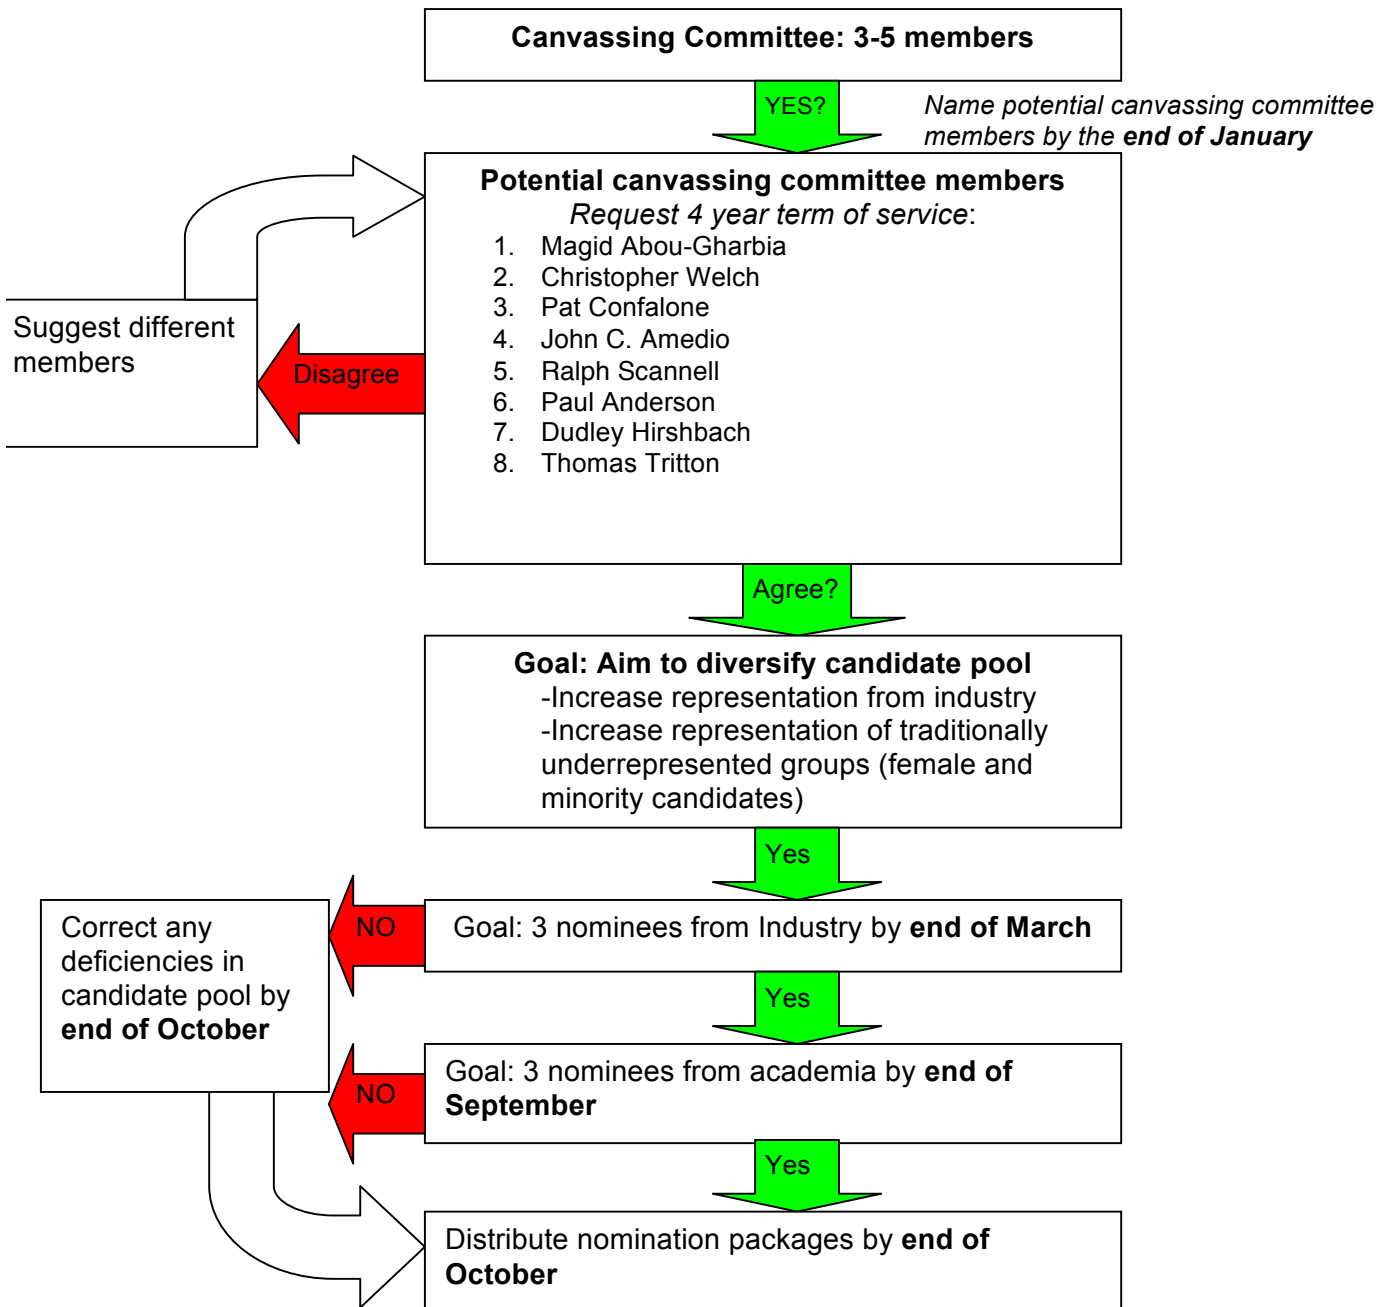 Canvassing Committee: 3-5 members
YES?
Name potential canvassing committee
members by the end of January
Potential canvassing committee members
Request 4 year term of service:
1. Magid Abou-Gharbia
2. Christopher Welch
3. Pat Confalone
4. John C. Amedio
5. Ralph Scannell
6. Paul Anderson
7. Dudley Hirshbach
8. Thomas Tritton
Suggest different
members
Disagree
Agree?
Goal: Aim to diversify candidate pool
-Increase representation from industry
-Increase representation of traditionally
underrepresented groups (female and
minority candidates)
Yes
Correct any
deficiencies in
candidate pool by
end of October
NO
Goal: 3 nominees from Industry by end of March
Yes
NO
Goal: 3 nominees from academia by end of
September
Yes
Distribute nomination packages by end of
October